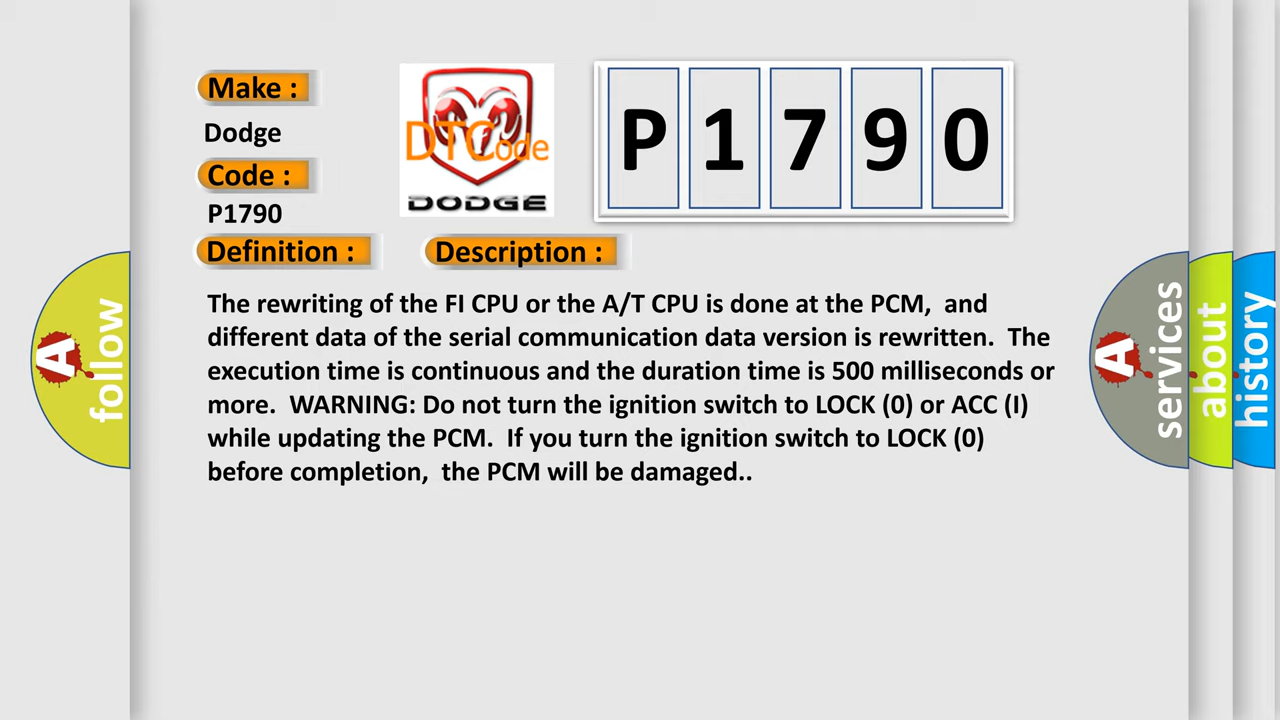 Make :
Dodge
Code :
P1790
Definition :
Description :
DTCode
DODGE
P 1 7 9 0
The rewriting of the FI CPU or the A/T CPU is done at the PCM, and
different data of the serial communication data version is rewritten The
execution time is continuous and the duration time is 500 milliseconds or
more WARNING: Do not turn the ignition switch to LOCK (0) or ACC (I)
while updating the PCM If you turn the ignition switch to LOCK (0)
before completion, the PCM will be damaged..
A
follow
A
services
about
history